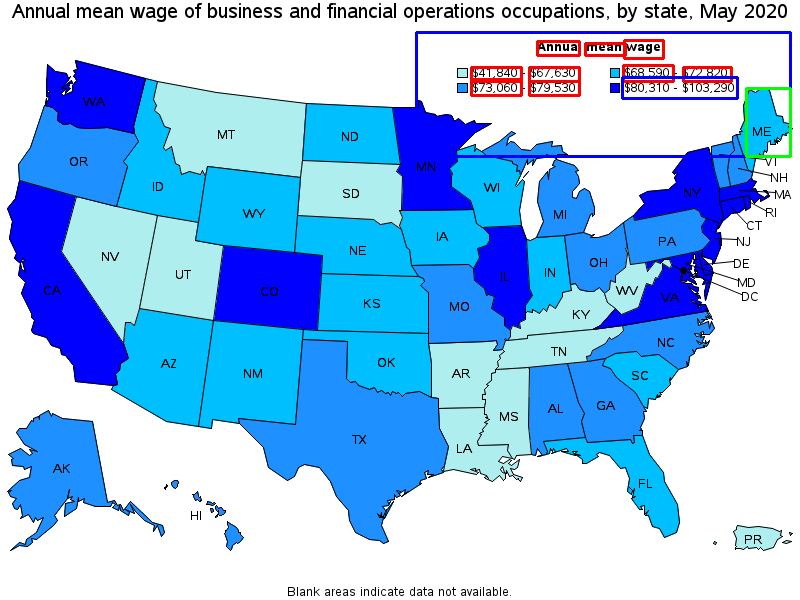 Annual mean wage of business and financial operations occupations, by state, May 2020
Annual mean wage
$41,840 - $67,630
$68,590 - $72,820
$73,060 - $79,530
$80,310 - $103,290
WA
MT
ND
MN
ME
OR
ID
SD
WI
VT
NH
WY
MI
NY
MA
RI
CT
IA
NE
NV
UT
CO
IL
IN
OH
PA
NJ
DE
MD
DC
CA
KS
MO
WV
VA
KY
AZ
NM
OK
AR
TN
NC
SC
MS
AL
GA
TX
LA
FL
AK
HI
PR
Blank areas indicate data not available.